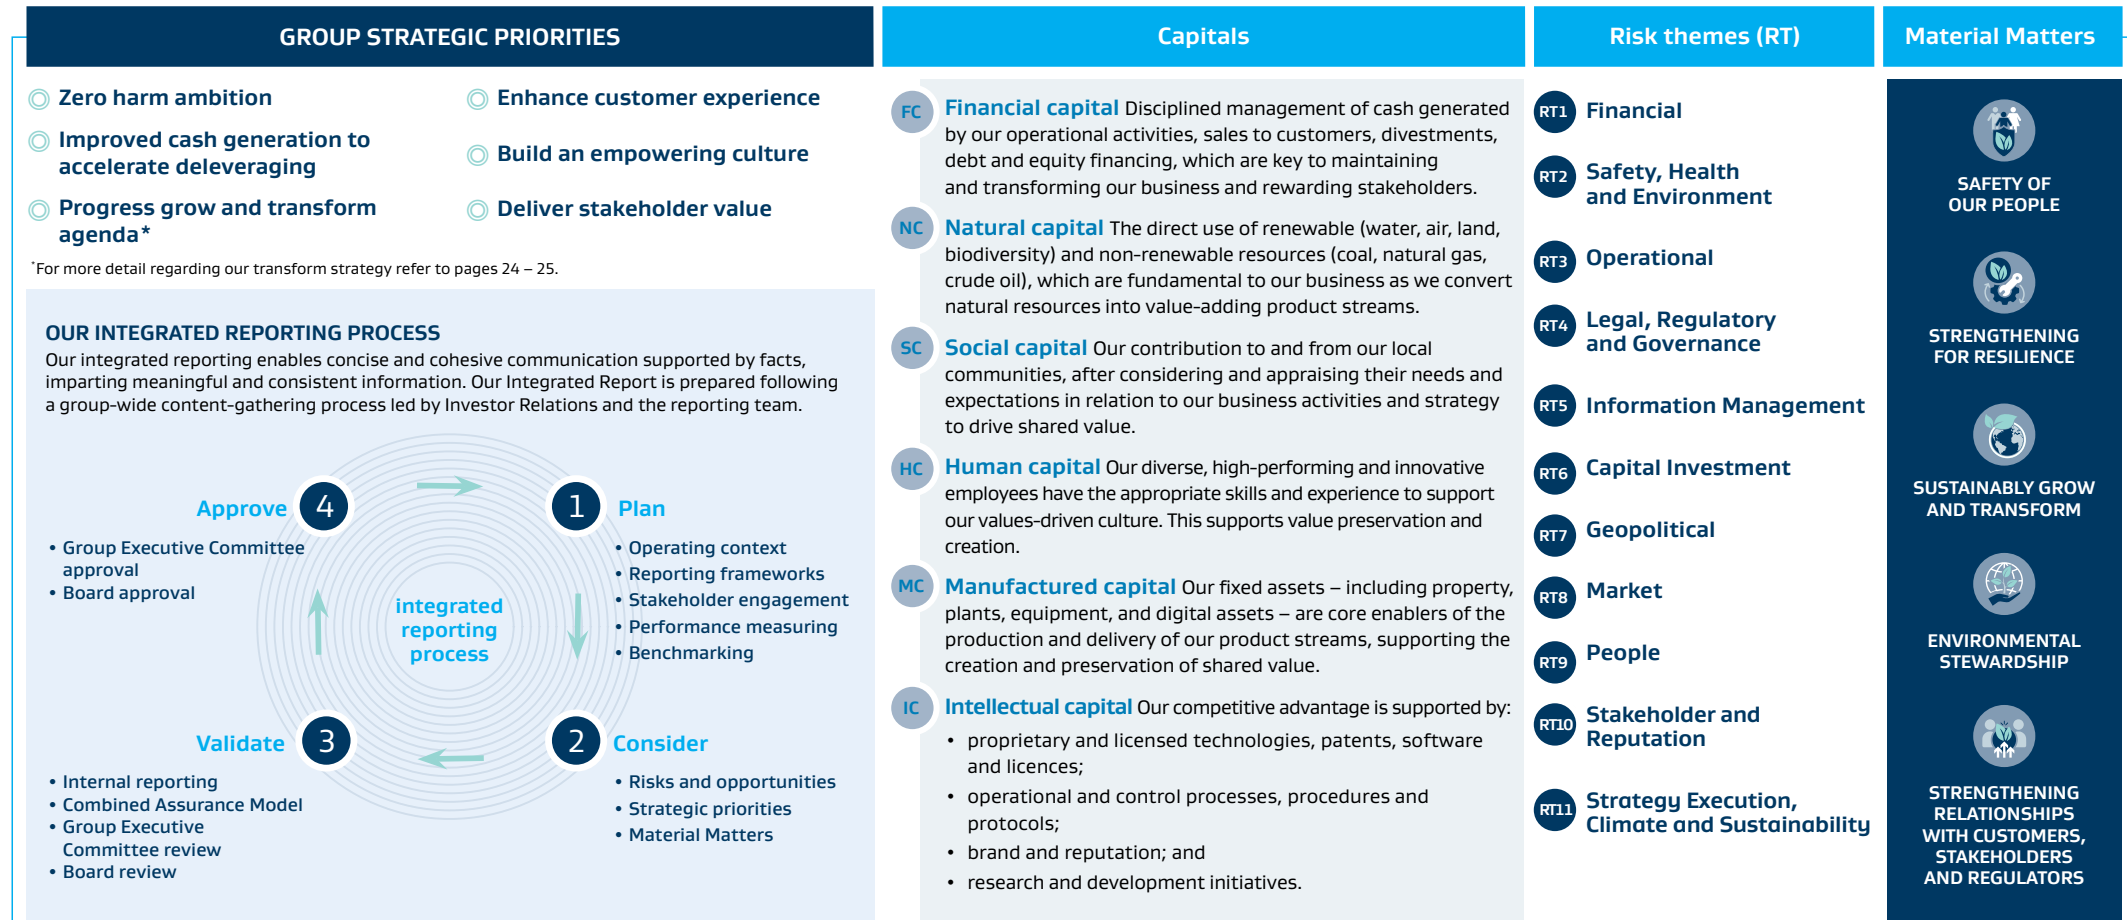 GROUP STRATEGIC PRIORITIES
Zero harm ambition
Improved cash generation to
accelerate deleveraging
Progress grow and transform
agenda*
Enhance customer experience
Build an empowering culture
Deliver stakeholder value
*For more detail regarding our transform strategy refer to pages 24 – 25.
OUR INTEGRATED REPORTING PROCESS
Our integrated reporting enables concise and cohesive communication supported by facts,
imparting meaningful and consistent information. Our Integrated Report is prepared following
a group-wide content-gathering process led by Investor Relations and the reporting team.
integrated
reporting
process
1 Plan
• Operating context
• Reporting frameworks
• Stakeholder engagement
• Performance measuring
• Benchmarking
2 Consider
• Risks and opportunities
• Strategic priorities
• Material Matters
Validate 3
• Internal reporting
• Combined Assurance Model
• Group Executive
Committee review
• Board review
Approve 4
• Group Executive Committee
approval
• Board approval
Capitals
FC Financial capital Disciplined management of cash generated
by our operational activities, sales to customers, divestments,
debt and equity financing, which are key to maintaining
and transforming our business and rewarding stakeholders.
NC Natural capital The direct use of renewable (water, air, land,
biodiversity) and non-renewable resources (coal, natural gas,
crude oil), which are fundamental to our business as we convert
natural resources into value-adding product streams.
SC Social capital Our contribution to and from our local
communities, after considering and appraising their needs and
expectations in relation to our business activities and strategy
to drive shared value.
HC Human capital Our diverse, high-performing and innovative
employees have the appropriate skills and experience to support
our values-driven culture. This supports value preservation and
creation.
MC Manufactured capital Our fixed assets – including property,
plants, equipment, and digital assets – are core enablers of the
production and delivery of our product streams, supporting the
creation and preservation of shared value.
IC Intellectual capital Our competitive advantage is supported by:
• proprietary and licensed technologies, patents, software
and licences;
• operational and control processes, procedures and
protocols;
• brand and reputation; and
• research and development initiatives.
Risk themes (RT)
RT1 Financial
RT2 Safety, Health
and Environment
RT3 Operational
RT4 Legal, Regulatory
and Governance
RT5 Information Management
RT6 Capital Investment
RT7 Geopolitical
RT8 Market
RT9 People
RT10 Stakeholder and
Reputation
RT11 Strategy Execution,
Climate and Sustainability
Material Matters
SAFETY OF
OUR PEOPLE
STRENGTHENING
FOR RESILIENCE
SUSTAINABLY GROW
AND TRANSFORM
ENVIRONMENTAL
STEWARDSHIP
STRENGTHENING
RELATIONSHIPS
WITH CUSTOMERS,
STAKEHOLDERS
AND REGULATORS